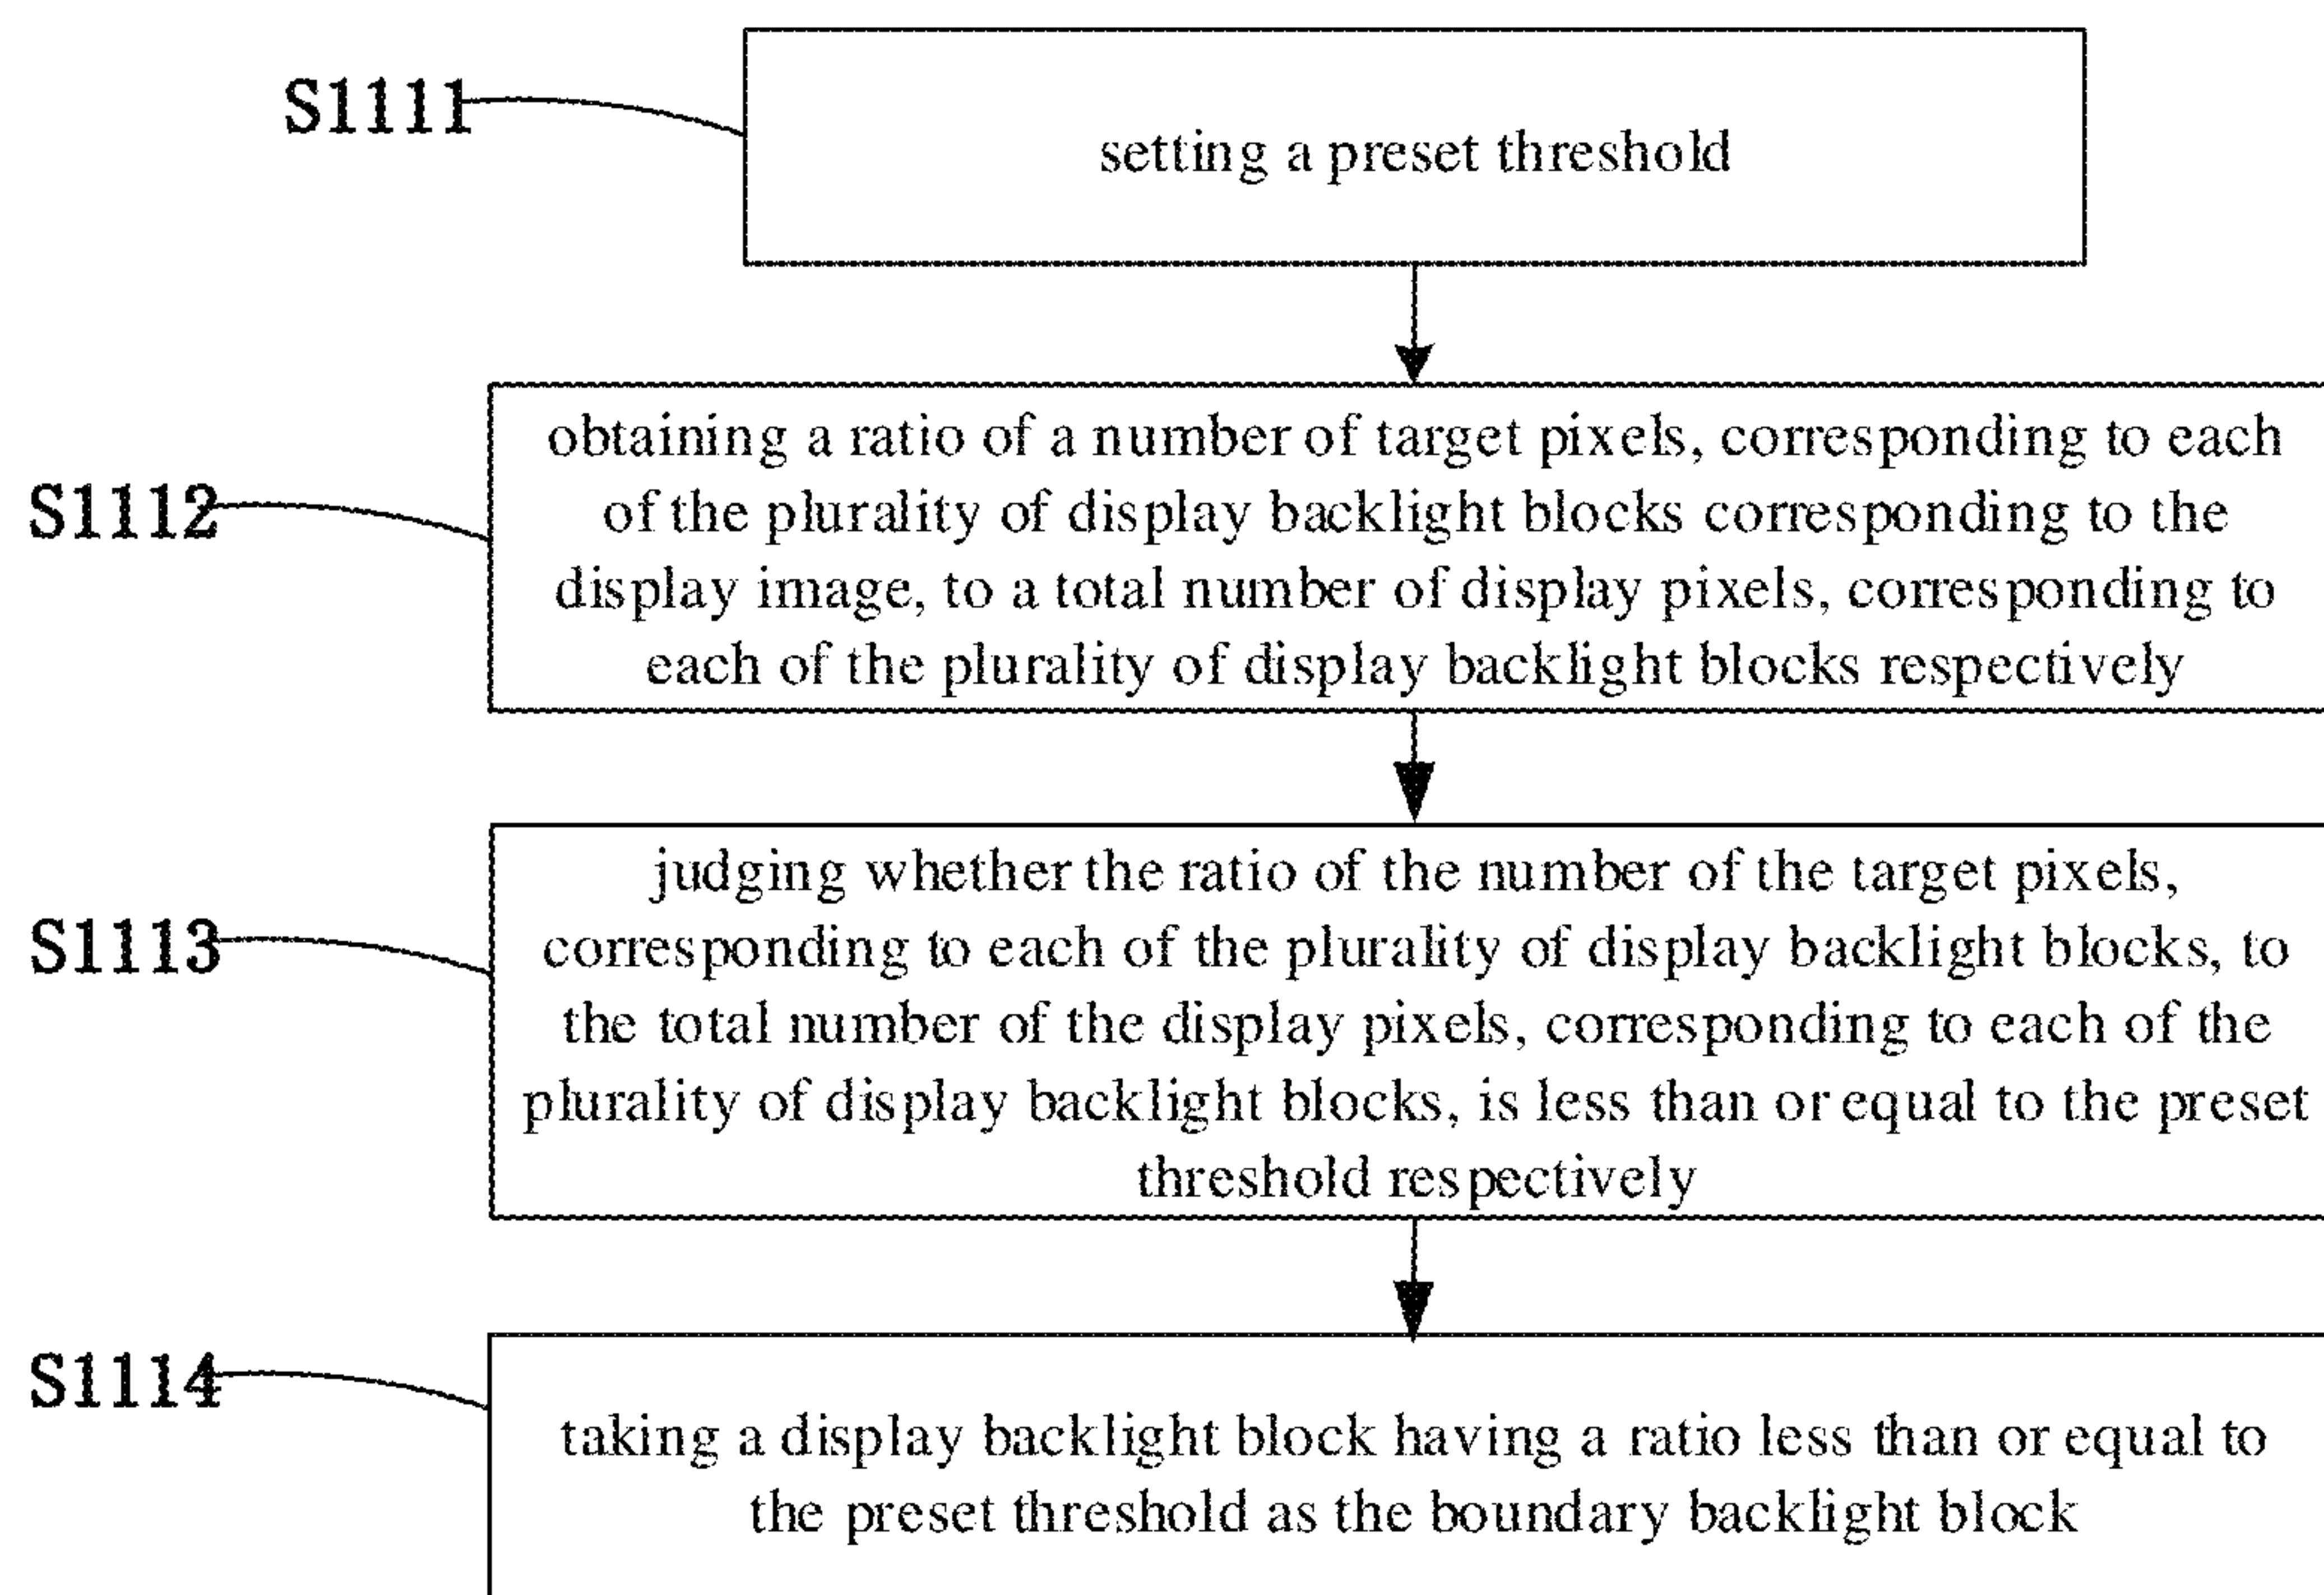 S1111
setting a preset threshold
S1112
obtaining a ratio of a number of target pixels, corresponding to each
of the plurality of display backlight blocks corresponding to the
display image, to a total number of display pixels, corresponding to
each of the plurality of display backlight blocks respectively
S1113
judging whether the ratio of the number of the target pixels,
corresponding to each of the plurality of display backlight blocks, to
the total number of the display pixels, corresponding to each of the
plurality of display backlight blocks, is less than or equal to the preset
threshold respectively
S1114
taking a display backlight block having a ratio less than or equal to
the preset threshold as the boundary backlight block